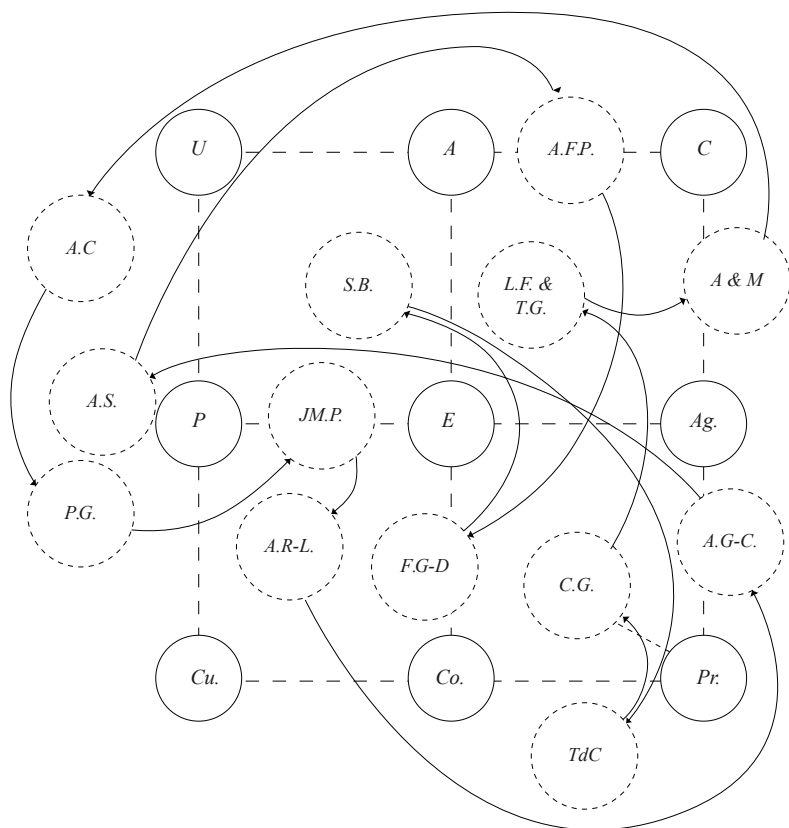 U
A
A.F.P.
C
A.C
S.B.
L.F. &
T.G.
A & M
A.S.
P
JM.P.
E
Ag.
P.G.
A.R-L.
F.G-D
C.G.
A.G-C.
Cu.
Co.
Pr.
TdC